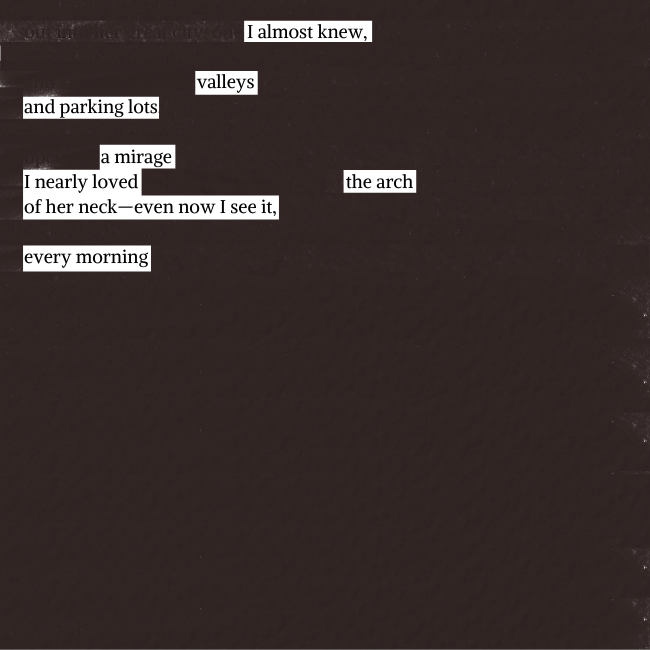 I almost knew,
valleys
and parking lots
a mirage
I nearly loved the arch
of her neck—even now I see it,
every morning